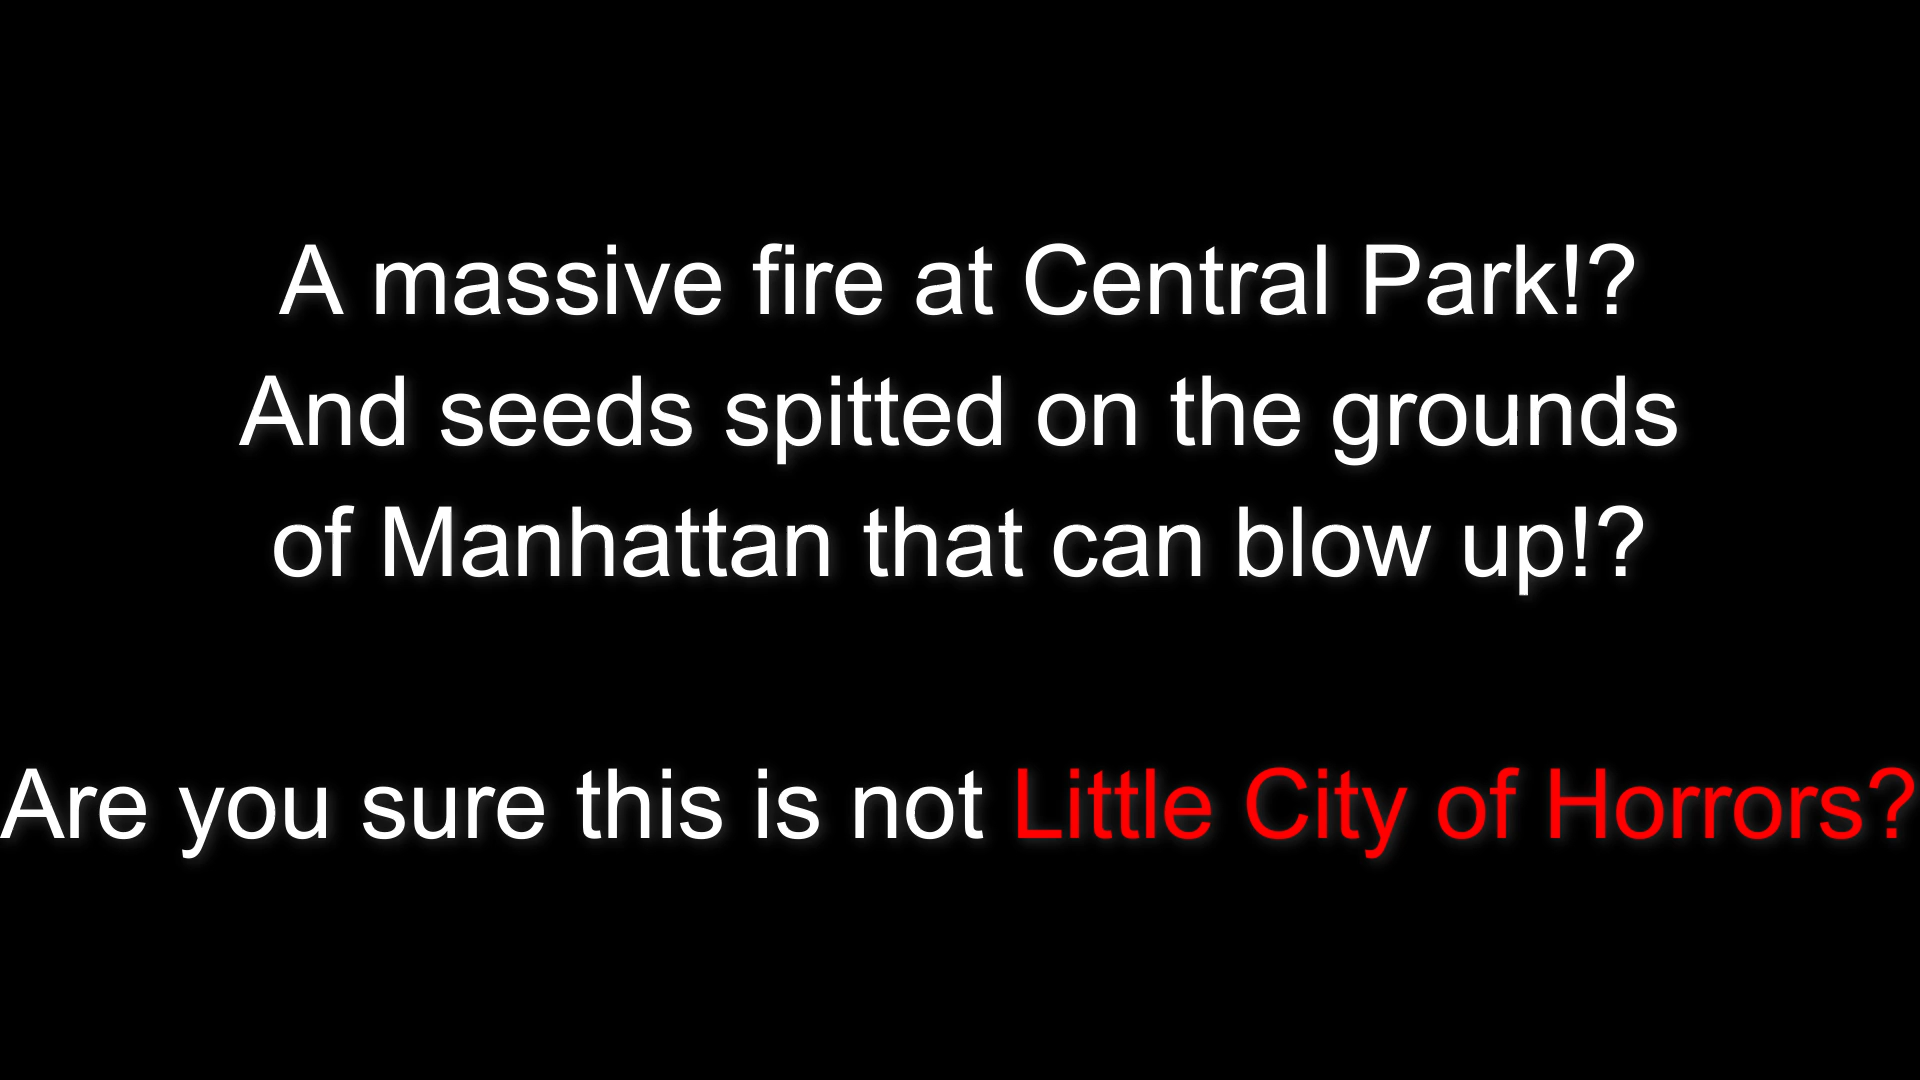 A massive fire at Central Park!?
And seeds spitted on the grounds
of Manhattan that can blow up!?
Are you sure this is not Little City of Horrors?